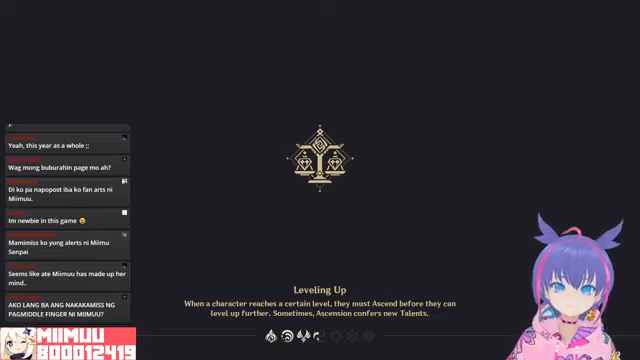 Yeah, this year as a whole ;;
Wag mong buburahin page mo ah?
Di ko pa napopost iba ko fan arts ni
Miimuu.
Im newbie in this game
Mamimiss ko yung alerts ni Miimu
Senpai
Seems like ate Miimuu has made up her
mind..
AKO LANG BA ANG NAKAKAMISS NG
PAGMIDDLE FINGER NI MIIMUU?
MIIMUU
800012419
Leveling Up
When a character reaches a certain level, they must Ascend before they can
level up further. Sometimes, Ascension confers new Talents.